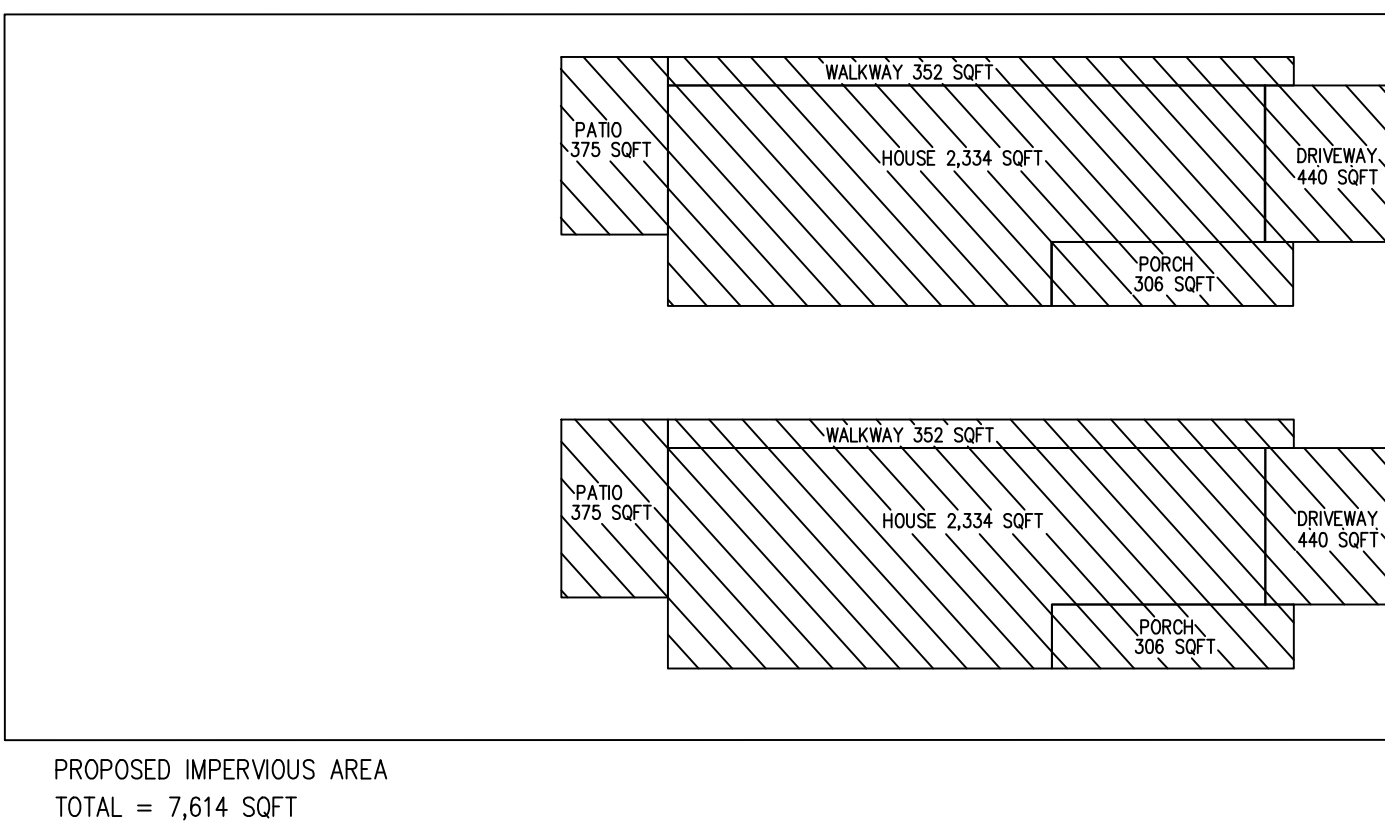 WALKWAY 352 SQFT
PATIO
375 SQFT
HOUSE 2,334 SQFT
DRIVEWAY
440 SQFT
PORCH
306 SQFT
WALKWAY 352 SQFT
PATIO
375 SQFT
HOUSE 2,334 SQFT
DRIVEWAY
440 SQFT
PORCH
306 SQFT
PROPOSED IMPERVIOUS AREA
TOTAL = 7,614 SQFT